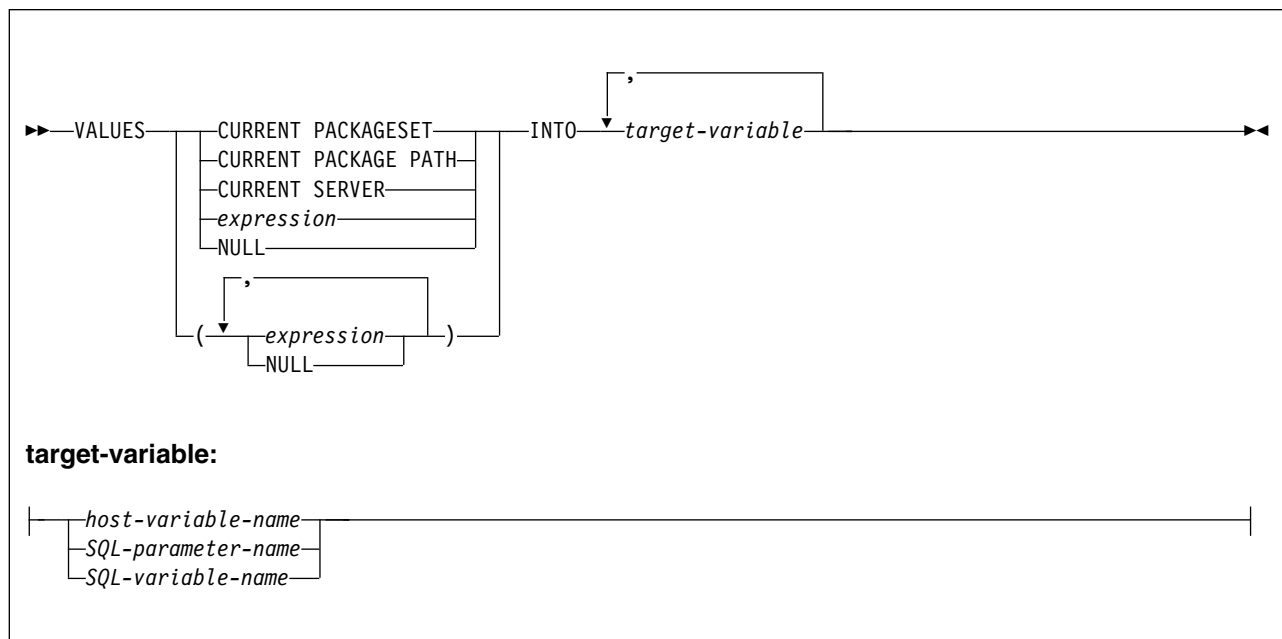 ,
VALUES CURRENT PACKAGESET INTO target-variable
CURRENT PACKAGE PATH
CURRENT SERVER
expression
NULL
,
( expression )
NULL
target-variable:
host-variable-name
SQL-parameter-name
SQL-variable-name